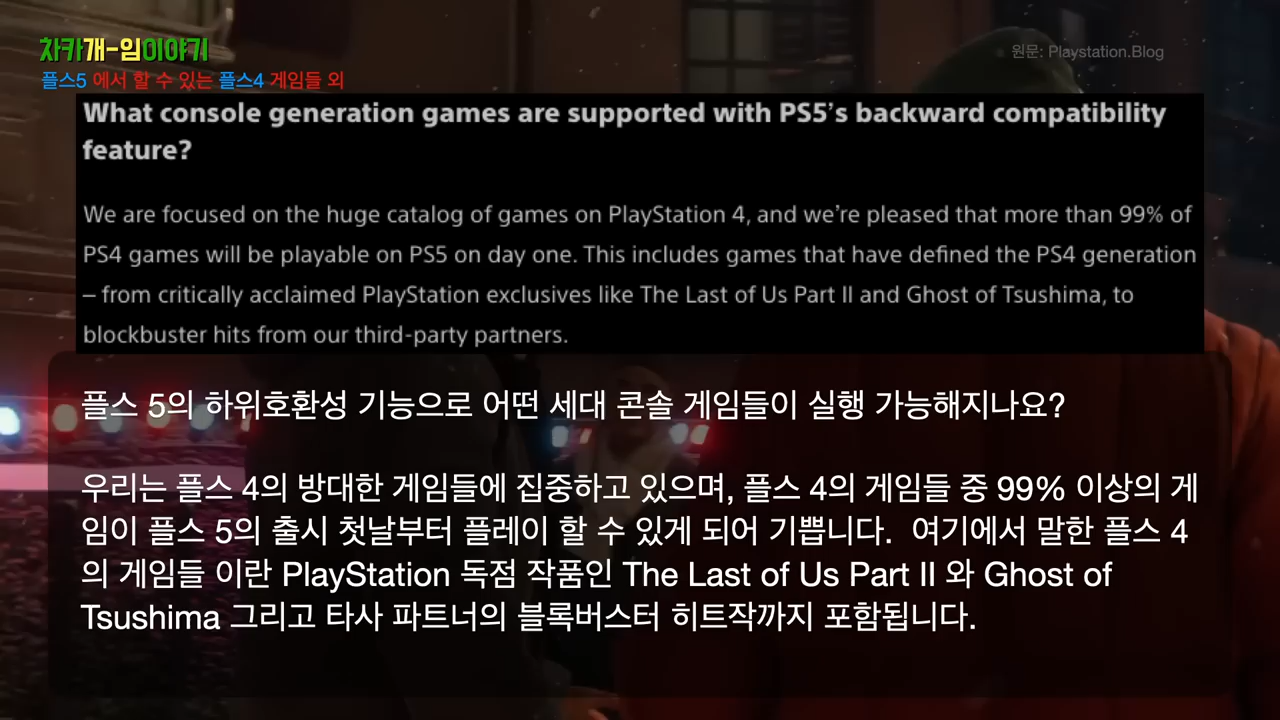 차카개-임이야기
원문: Playstation.Blog
플스5 에서 할 수 있는 플스4 게임들 외
What console generation games are supported with PS5’s backward compatibility
feature?
We are focused on the huge catalog of games on PlayStation 4, and we’re pleased that more than 99% of
PS4 games will be playable on PS5 on day one. This includes games that have defined the PS4 generation
– from critically acclaimed PlayStation exclusives like The Last of Us Part II and Ghost of Tsushima, to
blockbuster hits from our third-party partners.
플스 5의 하위호환성 기능으로 어떤 세대 콘솔 게임들이 실행 가능해지나요?
우리는 플스 4의 방대한 게임들에 집중하고 있으며, 플스 4의 게임들 중 99% 이상의 게
임이 플스 5의 출시 첫날부터 플레이 할 수 있게 되어 기쁩니다.  여기에서 말한 플스 4
의 게임들 이란 PlayStation 독점 작품인 The Last of Us Part II 와 Ghost of
Tsushima 그리고 타사 파트너의 블록버스터 히트작까지 포함됩니다.